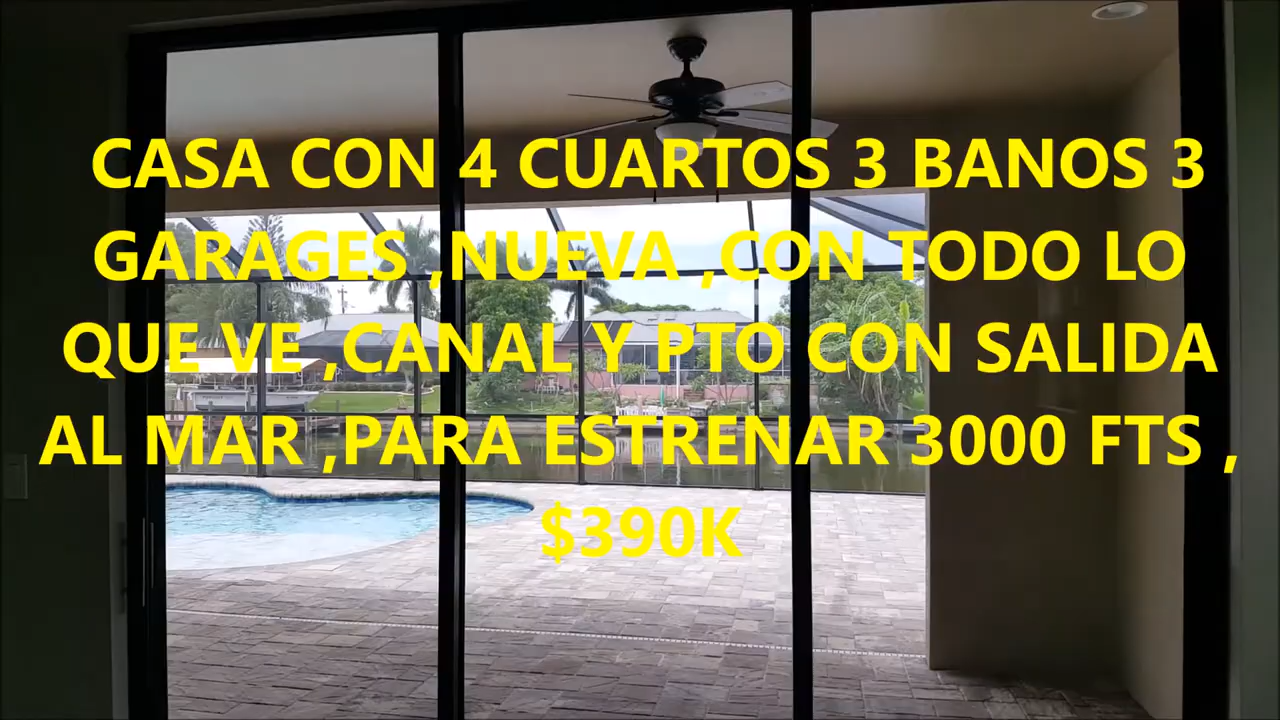 CASA CON 4 CUARTOS 3 BANOS 3
GARAGES ,NUEVA ,CON TODO LO
QUE VE ,CANAL Y PTO CON SALIDA
AL MAR ,PARA ESTRENAR 3000 FTS ,
$390K